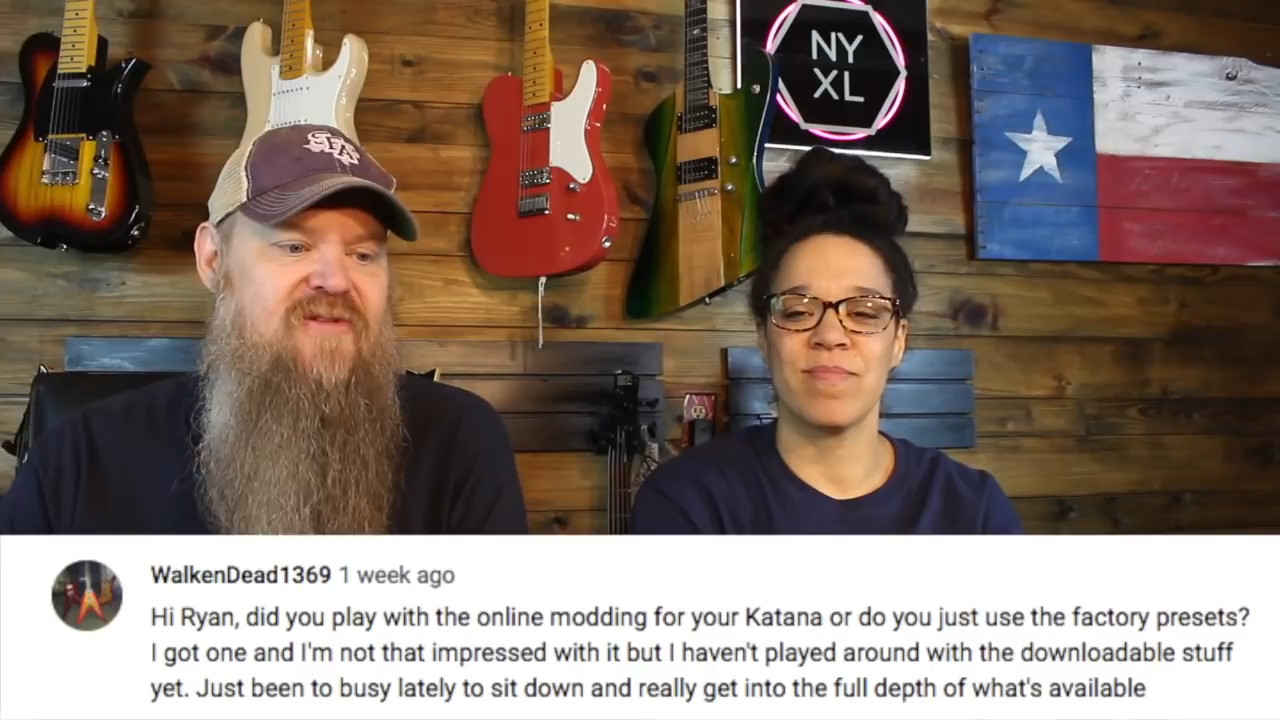 NY
XL
SFA
WalkenDead1369 1 week ago
Hi Ryan, did you play with the online modding for your Katana or do you just use the factory presets?
I got one and I'm not that impressed with it but I haven't played around with the downloadable stuff
yet. Just been to busy lately to sit down and really get into the full depth of what's available